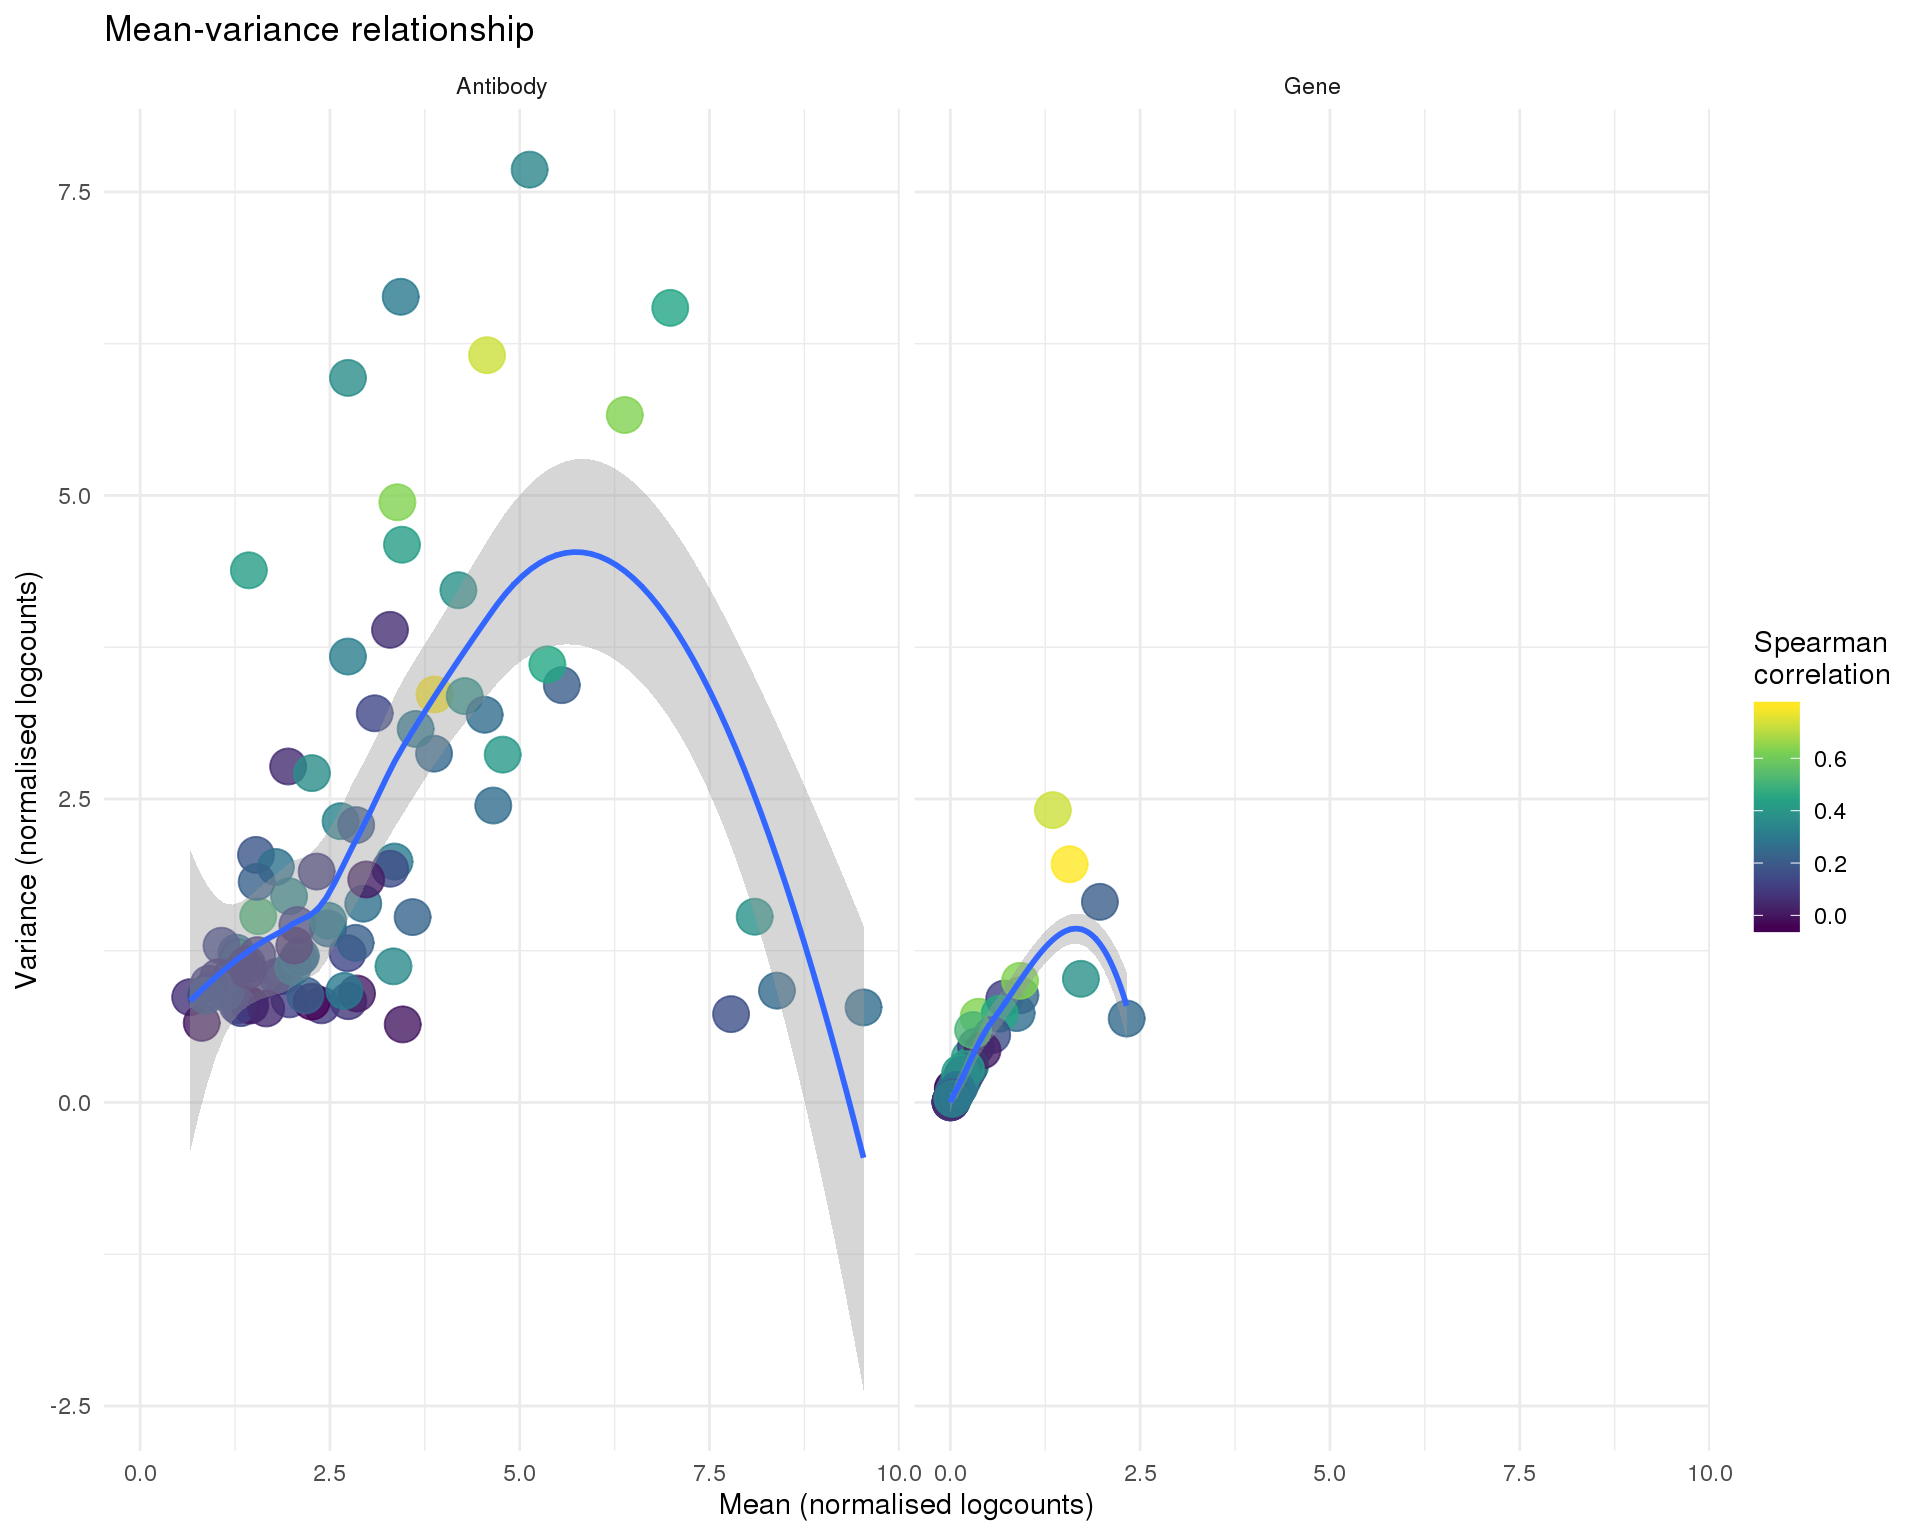 Mean-variance relationship
Antibody
Gene
7.5
5.0
2.5
0.0
-2.5
Variance (normalised logcounts)
0.0
2.5
5.0
7.5
10.0
0.0
2.5
5.0
7.5
10.0
Mean (normalised logcounts)
Spearman
correlation
0.6
0.4
0.2
0.0